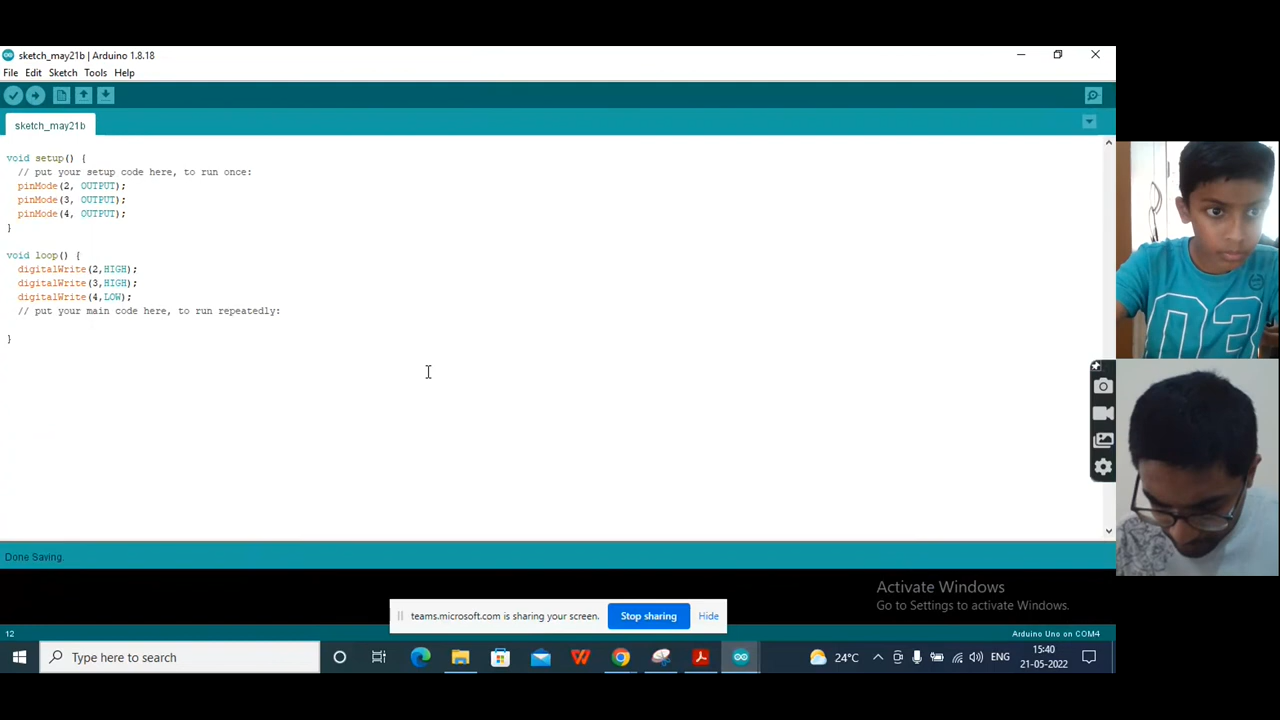 sketch_may21b | Arduino 1.8.18
File Edit Sketch Tools Help
sketch_may21b
void setup() {
// put your setup code here, to run once:
pinMode(2, OUTPUT);
pinMode(3, OUTPUT);
pinMode(4, OUTPUT);
}
void loop() {
digitalWrite(2,HIGH);
digitalWrite(3,HIGH);
digitalWrite(4,LOW);
// put your main code here, to run repeatedly:
}
03
Done Saving.
Activate Windows
Go to Settings to activate Windows.
teams.microsoft.com is sharing your screen. Stop sharing Hide
12
Arduino Uno on COM4
Type here to search
24°C
ENG
15:40
21-05-2022